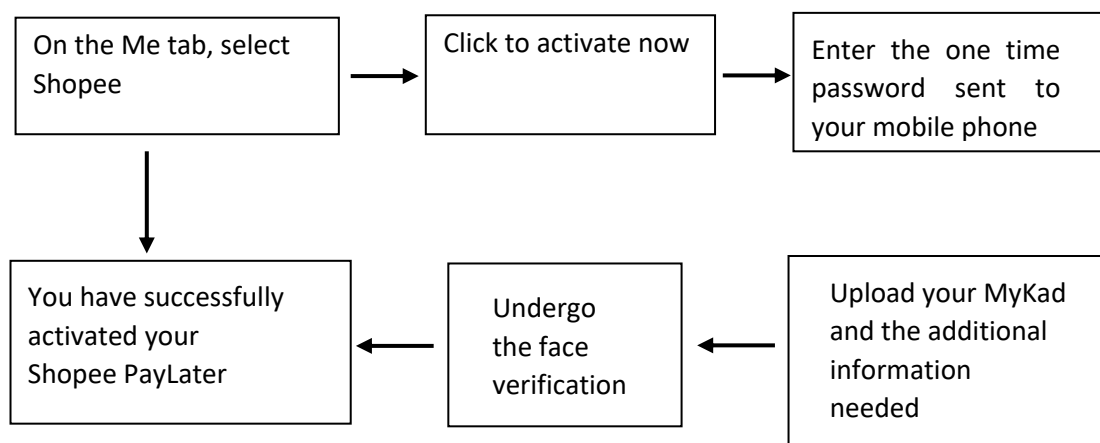 On the Me tab, select
Shopee
Click to activate now
Enter the one time
password sent to
your mobile phone
You have successfully
activated your
Shopee PayLater
Undergo
the face
verification
Upload your MyKad
and the additional
information
needed